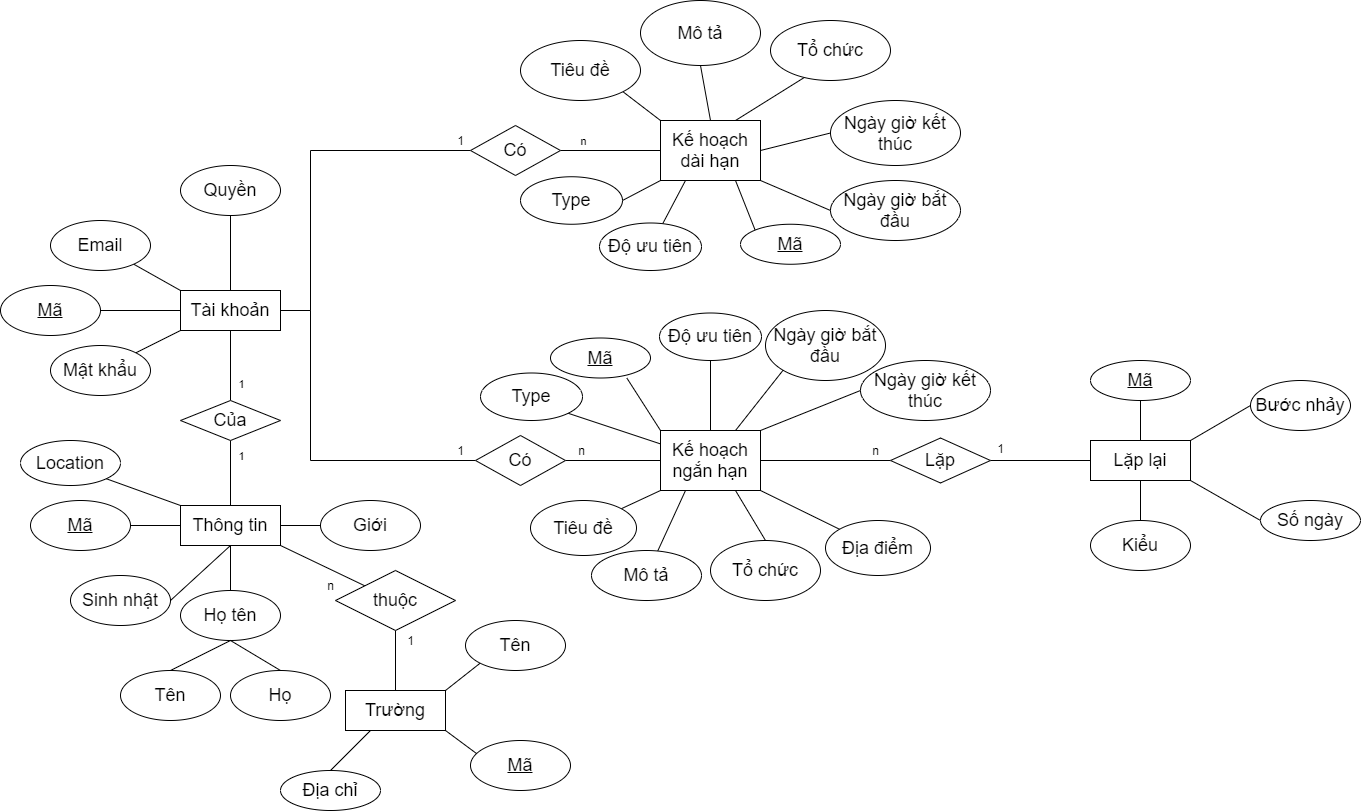 Mô tả
Tổ chức
Tiêu đề
Ngày giờ kết
thúc
Kế hoạch
dài hạn
1
Có
n
Type
Ngày giờ bắt
đầu
Độ ưu tiên
Mã
Quyền
Email
Mã
Tài khoản
Mật khẩu
1
Của
1
Độ ưu tiên
Ngày giờ bắt
đầu
Mã
Type
Ngày giờ kết
thúc
Mã
Bước nhảy
1
Có
n
Kế hoạch
ngắn hạn
n
Lặp
1
Lặp lại
Tiêu đề
Mô tả
Tổ chức
Địa điểm
Số ngày
Kiểu
Location
Mã
Thông tin
Giới
Sinh nhật
Họ tên
Tên
Họ
n
thuộc
1
Tên
Trường
Mã
Địa chỉ